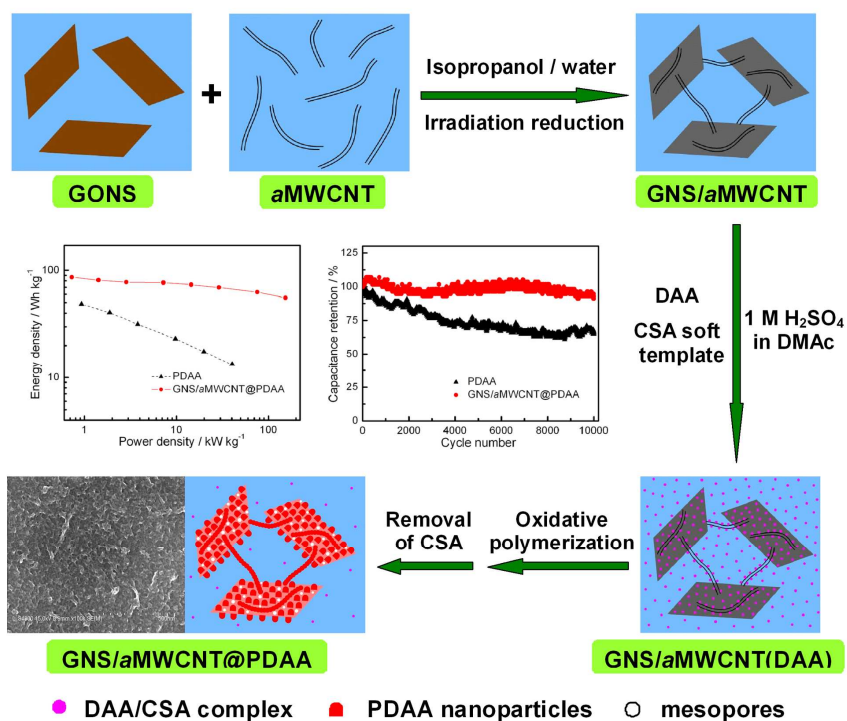 Isopropanol / water
Irradiation reduction
GONS
+
aMWCNT
GNS/aMWCNT
Energy density / Wh kg⁻¹
100
10
PDAA
GNS/aMWCNT@PDAA
1
10
100
Power density / kW kg⁻¹
Capacitance retention / %
125
100
75
50
25
0
PDAA
GNS/aMWCNT@PDAA
0
2000
4000
6000
8000
10000
Cycle number
DAA
CSA soft
template
1 M H₂SO₄
in DMAc
Removal
of CSA
Oxidative
polymerization
GNS/aMWCNT@PDAA
GNS/aMWCNT(DAA)
DAA/CSA complex
PDAA nanoparticles
mesopores